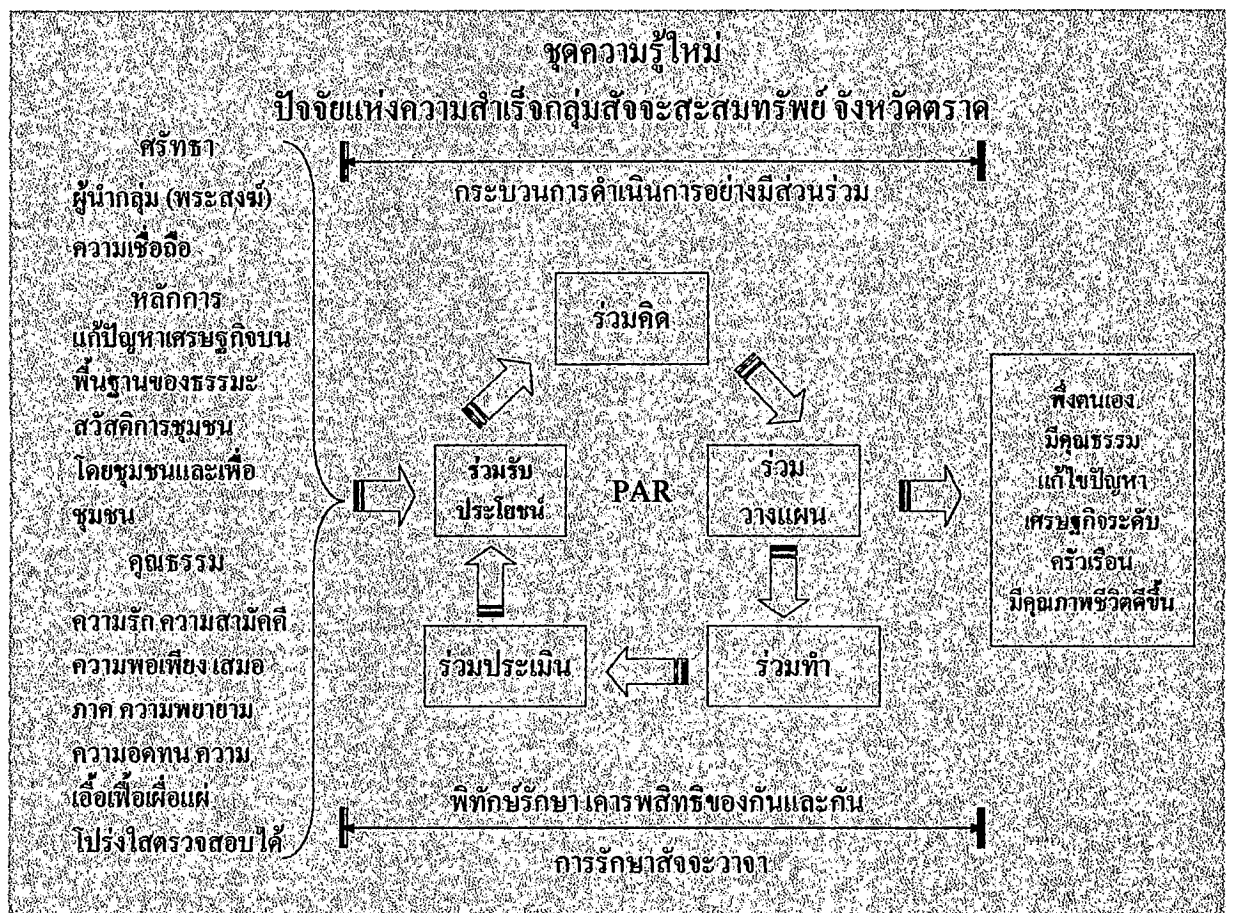 ชุดความรู้ใหม่
ปัจจัยแห่งความสำเร็จกลุ่มสัจจะสะสมทรัพย์ จังหวัดตราด
ศรัทธา
ผู้นำกลุ่ม (พระสงฆ์)
ความเชื่อถือ
หลักการ
แก้ปัญหาเศรษฐกิจบน
พื้นฐานของธรรมะ
สวัสดิการชุมชน
โดยชุมชนและเพื่อ
ชุมชน
คุณธรรม
ความรัก ความสามัคคี
ความพอเพียง เสมอ
ภาค ความพยายาม
ความอดทน ความ
เอื้อเฟื้อเผื่อแผ่
โปร่งใสตรวจสอบได้
กระบวนการดำเนินการอย่างมีส่วนร่วม
ร่วมคิด
ร่วม
วางแผน
ร่วมทำ
ร่วมประเมิน
ร่วมรับ
ประโยชน์
PAR
พึ่งตนเอง
มีคุณธรรม
แก้ไขปัญหา
เศรษฐกิจระดับ
ครัวเรือน
มีคุณภาพชีวิตดีขึ้น
พิทักษ์รักษา เคารพสิทธิของกันและกัน
การรักษาสัจจะวาจา